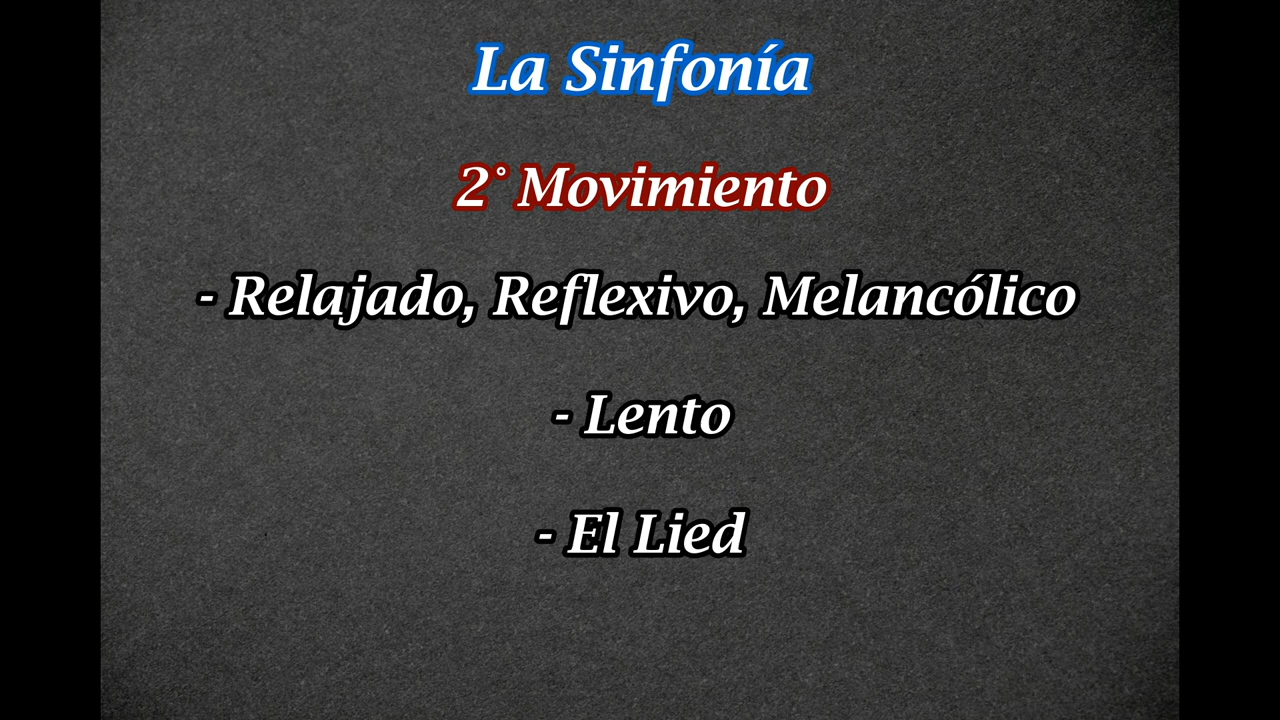 La Sinfonía
2° Movimiento
- Relajado, Reflexivo, Melancólico
- Lento
- El Lied